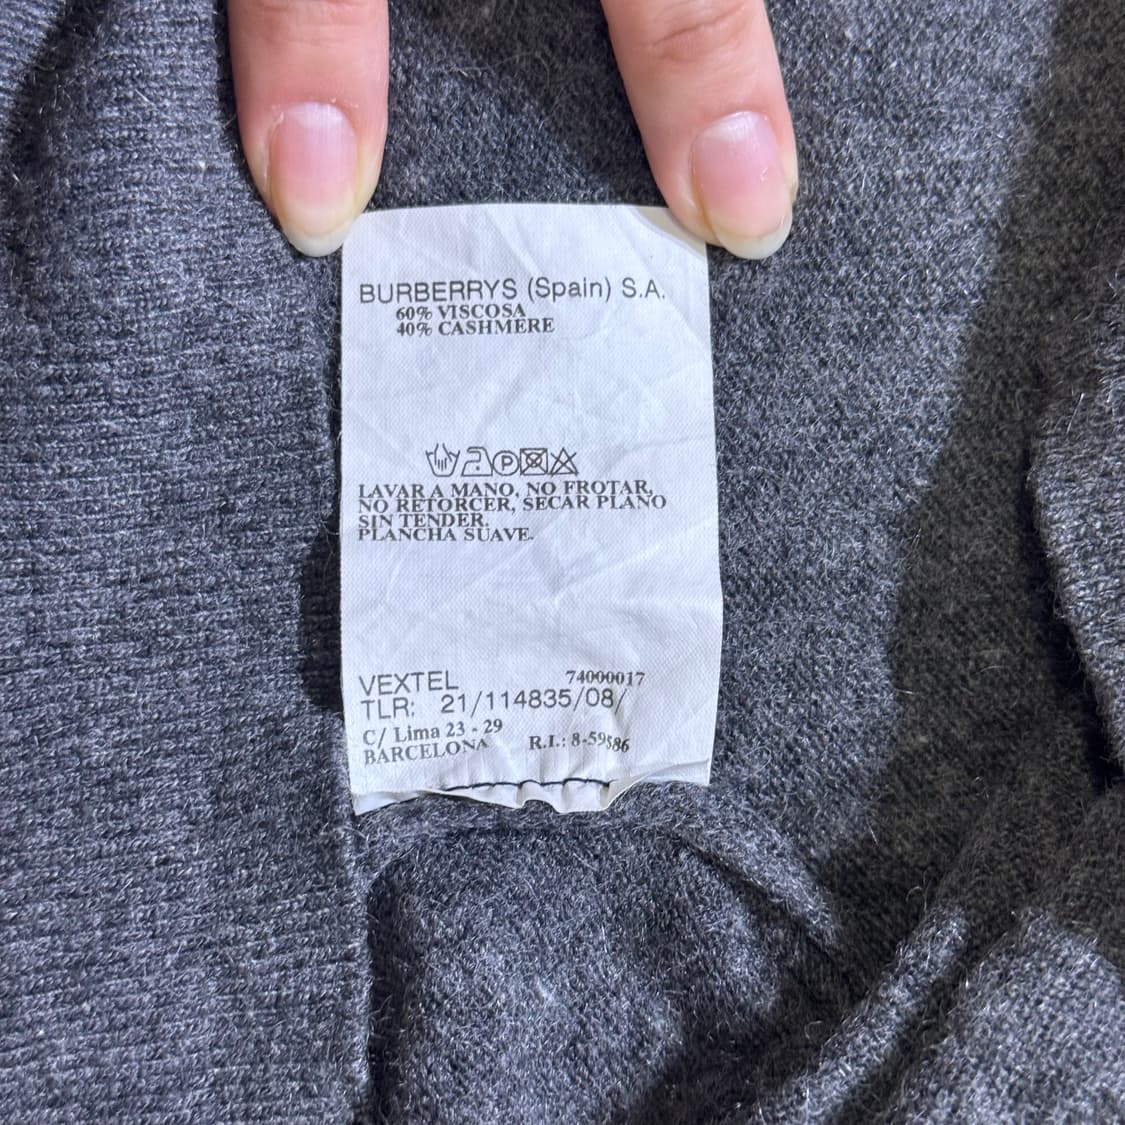 BURBERRYS (Spain) S.A.
60% VISCOSA
40% CASHMERE
P
LAVAR A MANO, NO FROTAR,
NO RETORCER, SECAR PLANO
SIN TENDER.
PLANCHA SUAVE.
VEXTEL 74000017
TLR: 21/114835/08/
C/ Lima 23 - 29
BARCELONA R.I.: 8-59586